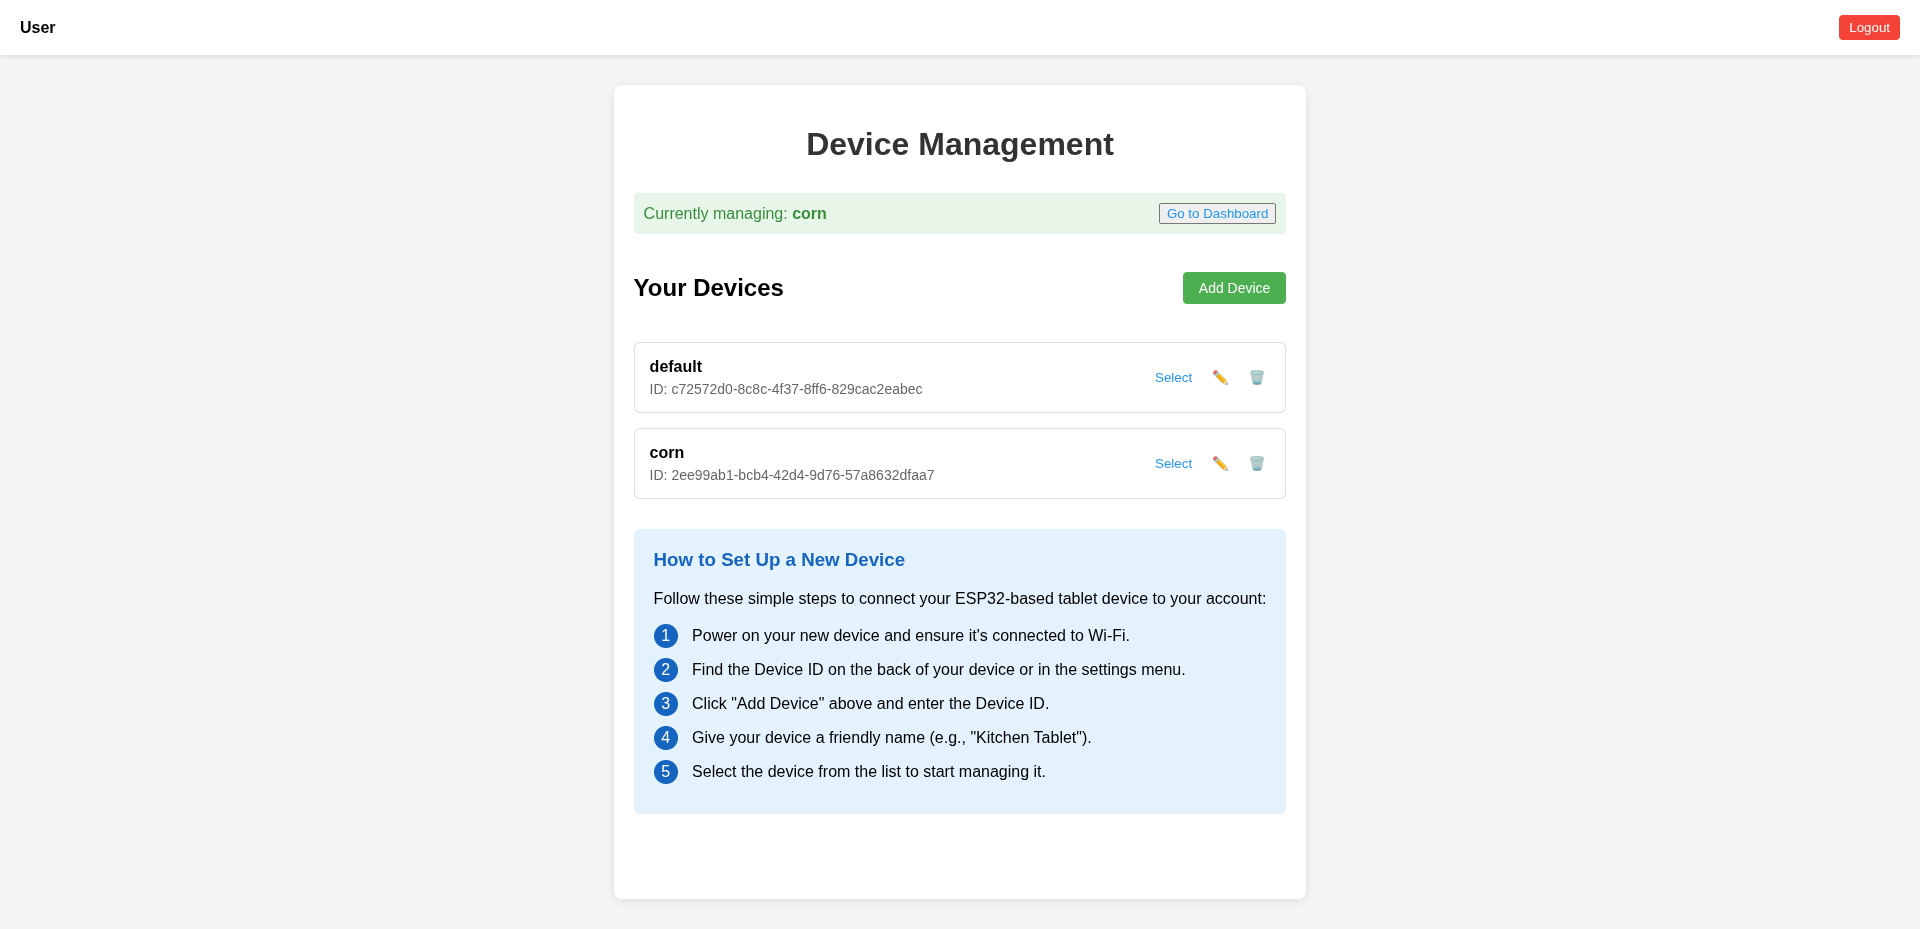 User
Logout
Device Management
Currently managing: corn
Go to Dashboard
Your Devices
Add Device
default
ID: c72572d0-8c8c-4f37-8ff6-829cac2eabec
Select
corn
ID: 2ee99ab1-bcb4-42d4-9d76-57a8632dfaa7
Select
How to Set Up a New Device
Follow these simple steps to connect your ESP32-based tablet device to your account:
1 Power on your new device and ensure it's connected to Wi-Fi.
2 Find the Device ID on the back of your device or in the settings menu.
3 Click "Add Device" above and enter the Device ID.
4 Give your device a friendly name (e.g., "Kitchen Tablet").
5 Select the device from the list to start managing it.